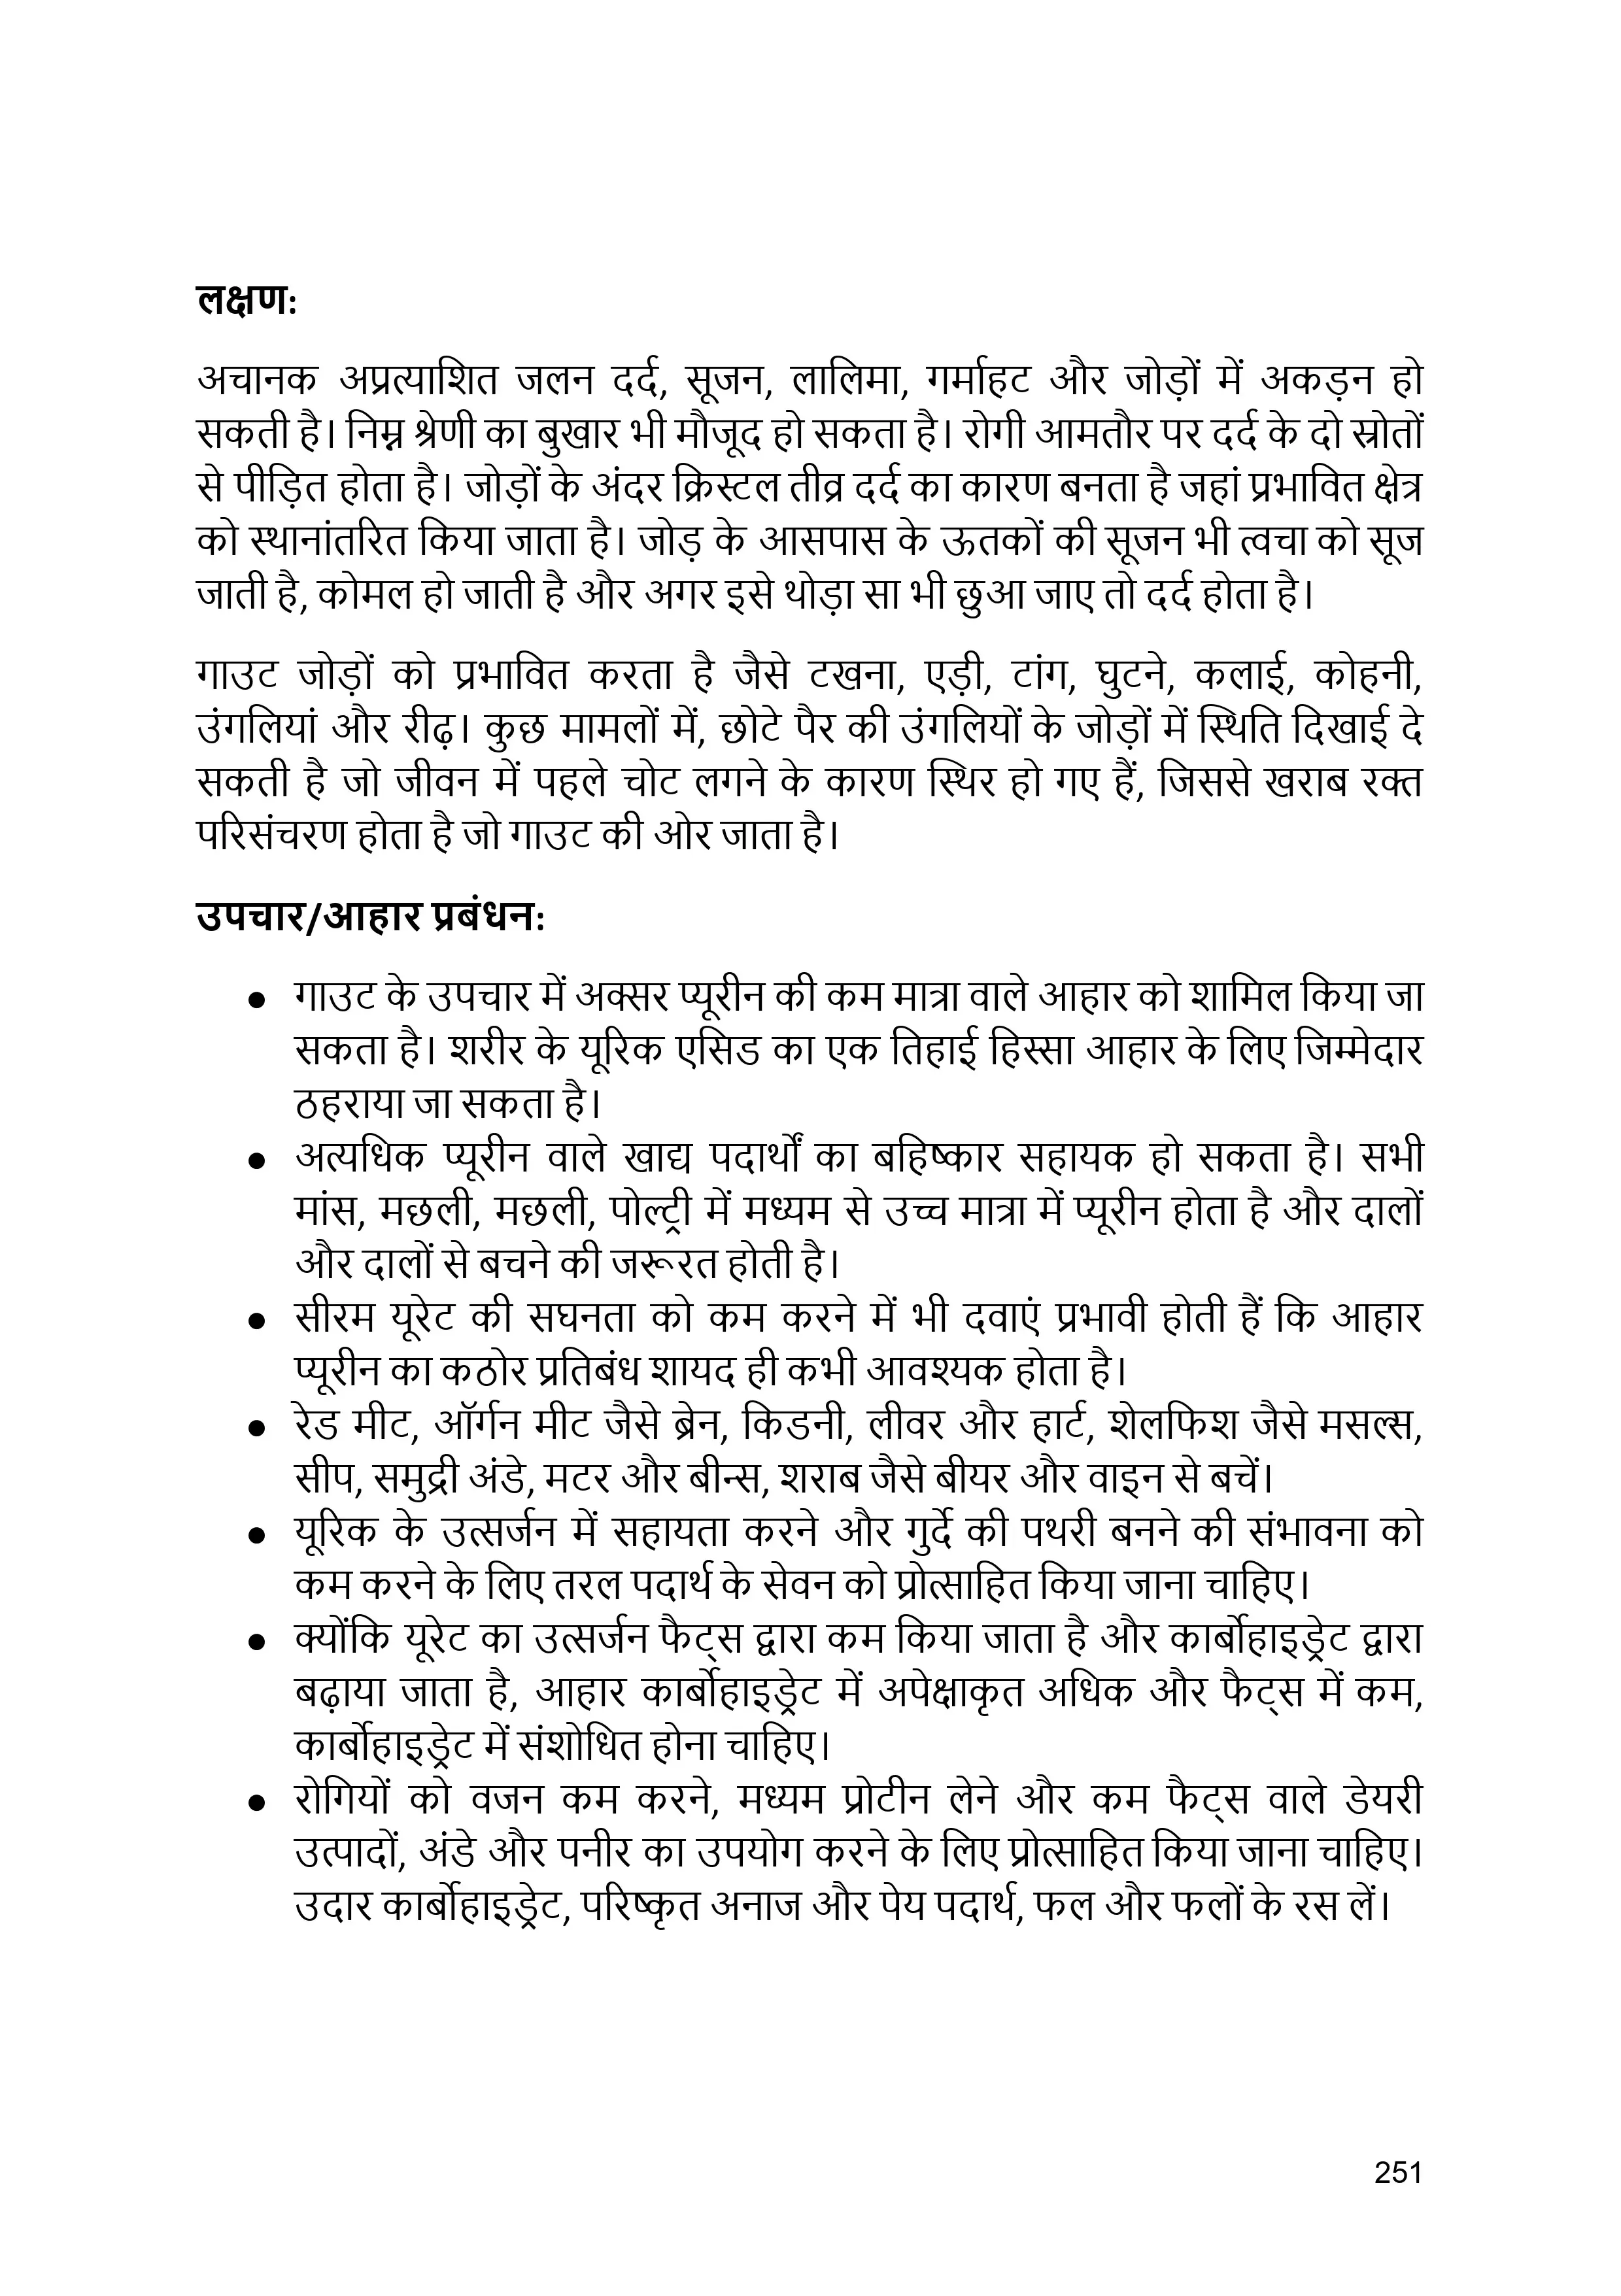 लक्षण:
अचानक अप्रत्याशित जलन दर्द, सूजन, लालिमा, गर्माहट और जोड़ों में अकड़न हो
सकती है। निम्न श्रेणी का बुखार भी मौजूद हो सकता है। रोगी आमतौर पर दर्द के दो स्रोतों
से पीड़ित होता है। जोड़ों के अंदर क्रिस्टल तीव्र दर्द का कारण बनता है जहां प्रभावित क्षेत्र
को स्थानांतरित किया जाता है। जोड़ के आसपास के ऊतकों की सूजन भी त्वचा को सूज
जाती है, कोमल हो जाती है और अगर इसे थोड़ा सा भी छुआ जाए तो दर्द होता है।
गाउट जोड़ों को प्रभावित करता है जैसे टखना, एड़ी, टांग, घुटने, कलाई, कोहनी,
उंगलियां और रीढ़। कुछ मामलों में, छोटे पैर की उंगलियों के जोड़ों में स्थिति दिखाई दे
सकती है जो जीवन में पहले चोट लगने के कारण स्थिर हो गए हैं, जिससे खराब रक्त
परिसंचरण होता है जो गाउट की ओर जाता है।
उपचार/आहार प्रबंधन:
● गाउट के उपचार में अक्सर प्यूरीन की कम मात्रा वाले आहार को शामिल किया जा
सकता है। शरीर के यूरिक एसिड का एक तिहाई हिस्सा आहार के लिए जिम्मेदार
ठहराया जा सकता है।
● अत्यधिक प्यूरीन वाले खाद्य पदार्थों का बहिष्कार सहायक हो सकता है। सभी
मांस, मछली, मछली, पोल्ट्री में मध्यम से उच्च मात्रा में प्यूरीन होता है और दालों
और दालों से बचने की जरूरत होती है।
● सीरम यूरेट की सघनता को कम करने में भी दवाएं प्रभावी होती हैं कि आहार
प्यूरीन का कठोर प्रतिबंध शायद ही कभी आवश्यक होता है।
● रेड मीट, ऑर्गन मीट जैसे ब्रेन, किडनी, लीवर और हार्ट, शेलफिश जैसे मसल्स,
सीप, समुद्री अंडे, मटर और बीन्स, शराब जैसे बीयर और वाइन से बचें।
● यूरिक के उत्सर्जन में सहायता करने और गुर्दे की पथरी बनने की संभावना को
कम करने के लिए तरल पदार्थ के सेवन को प्रोत्साहित किया जाना चाहिए।
● क्योंकि यूरेट का उत्सर्जन फैट्स द्वारा कम किया जाता है और कार्बोहाइड्रेट द्वारा
बढ़ाया जाता है, आहार कार्बोहाइड्रेट में अपेक्षाकृत अधिक और फैट्स में कम,
कार्बोहाइड्रेट में संशोधित होना चाहिए।
● रोगियों को वजन कम करने, मध्यम प्रोटीन लेने और कम फैट्स वाले डेयरी
उत्पादों, अंडे और पनीर का उपयोग करने के लिए प्रोत्साहित किया जाना चाहिए।
उदार कार्बोहाइड्रेट, परिष्कृत अनाज और पेय पदार्थ, फल और फलों के रस लें।
251